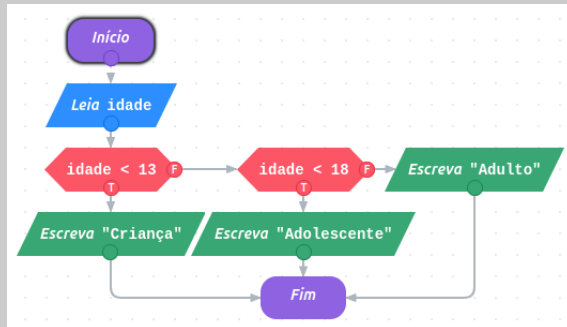 Início
Leia idade
idade < 13
F
idade < 18
F
Escreva "Adulto"
T
T
Escreva "Criança"
Escreva "Adolescente"
Fim